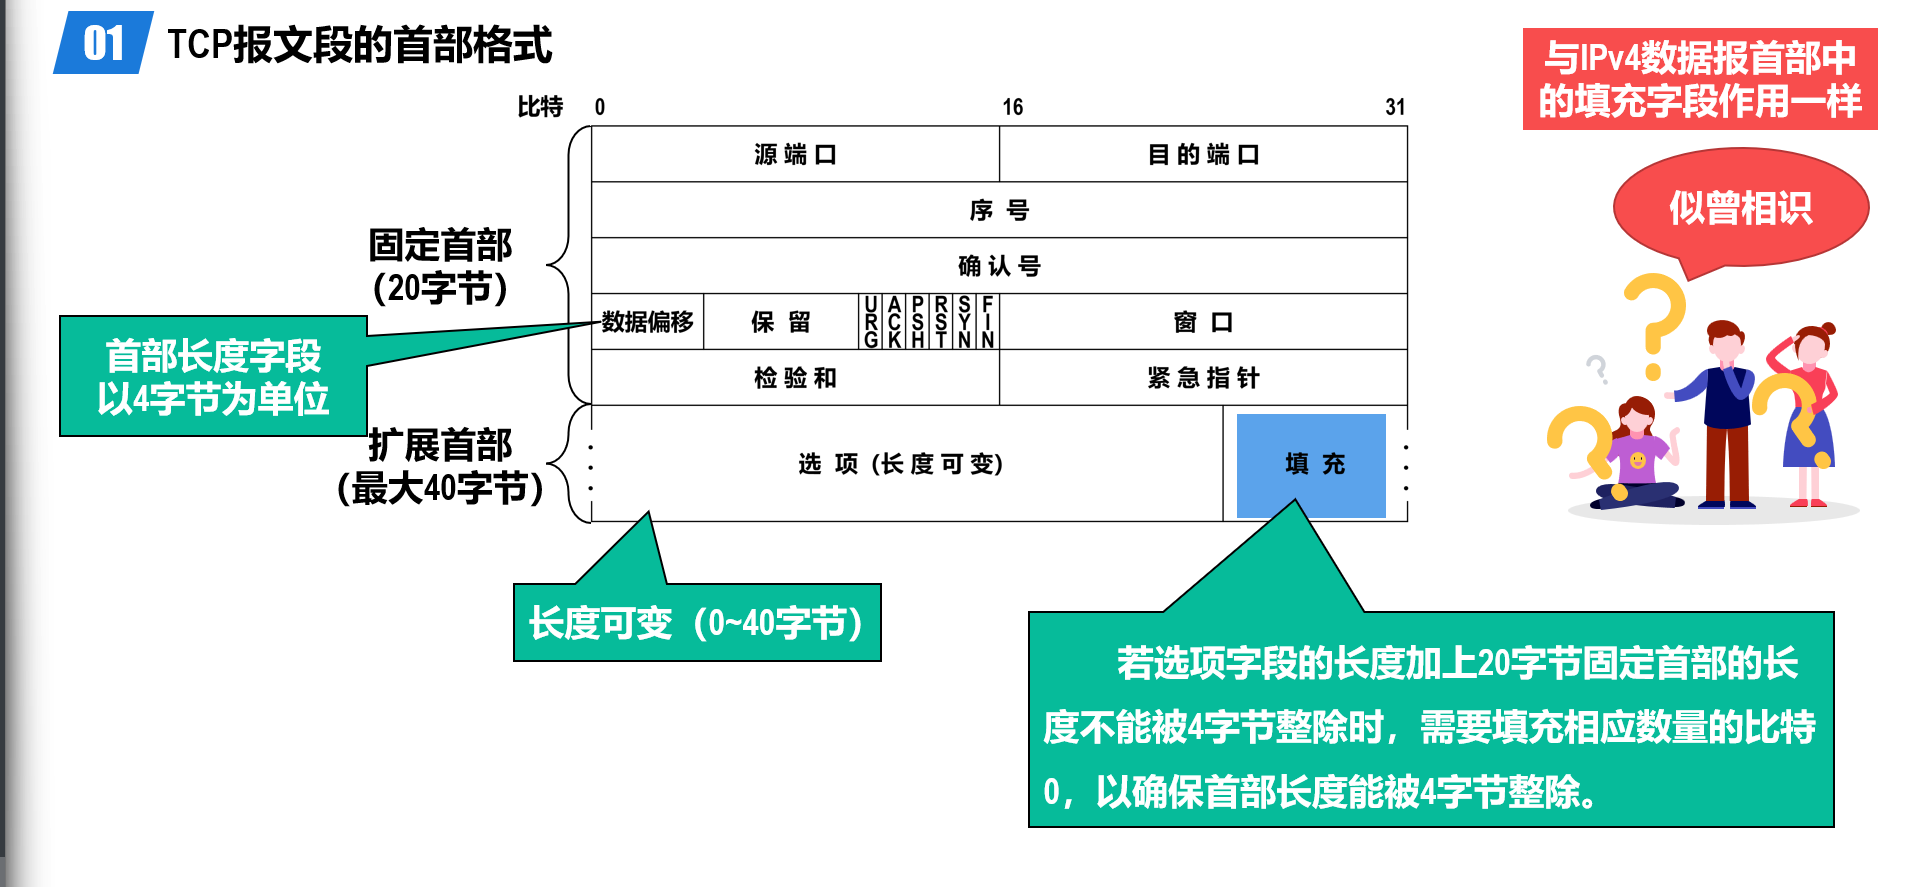 01
TCP报文段的首部格式
与IPv4数据报首部中
的填充字段作用一样
似曾相识
比特 0 16 31
源端口 目的端口
序号
确认号
固定首部
（20字节）
数据偏移 保留 URG ACK PSH RST SYN FIN 窗口
首部长度字段
以4字节为单位
检验和 紧急指针
扩展首部
（最大40字节）
选项 (长度可变) 填充
长度可变（0~40字节）
若选项字段的长度加上20字节固定首部的长
度不能被4字节整除时，需要填充相应数量的比特
0，以确保首部长度能被4字节整除。